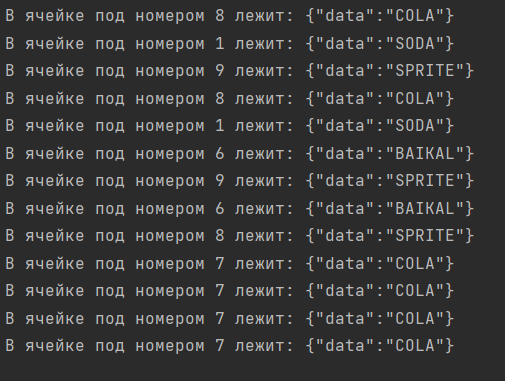 В ячейке под номером 8 лежит: {"data":"COLA"}
В ячейке под номером 1 лежит: {"data":"SODA"}
В ячейке под номером 9 лежит: {"data":"SPRITE"}
В ячейке под номером 8 лежит: {"data":"COLA"}
В ячейке под номером 1 лежит: {"data":"SODA"}
В ячейке под номером 6 лежит: {"data":"BAIKAL"}
В ячейке под номером 9 лежит: {"data":"SPRITE"}
В ячейке под номером 6 лежит: {"data":"BAIKAL"}
В ячейке под номером 8 лежит: {"data":"SPRITE"}
В ячейке под номером 7 лежит: {"data":"COLA"}
В ячейке под номером 7 лежит: {"data":"COLA"}
В ячейке под номером 7 лежит: {"data":"COLA"}
В ячейке под номером 7 лежит: {"data":"COLA"}